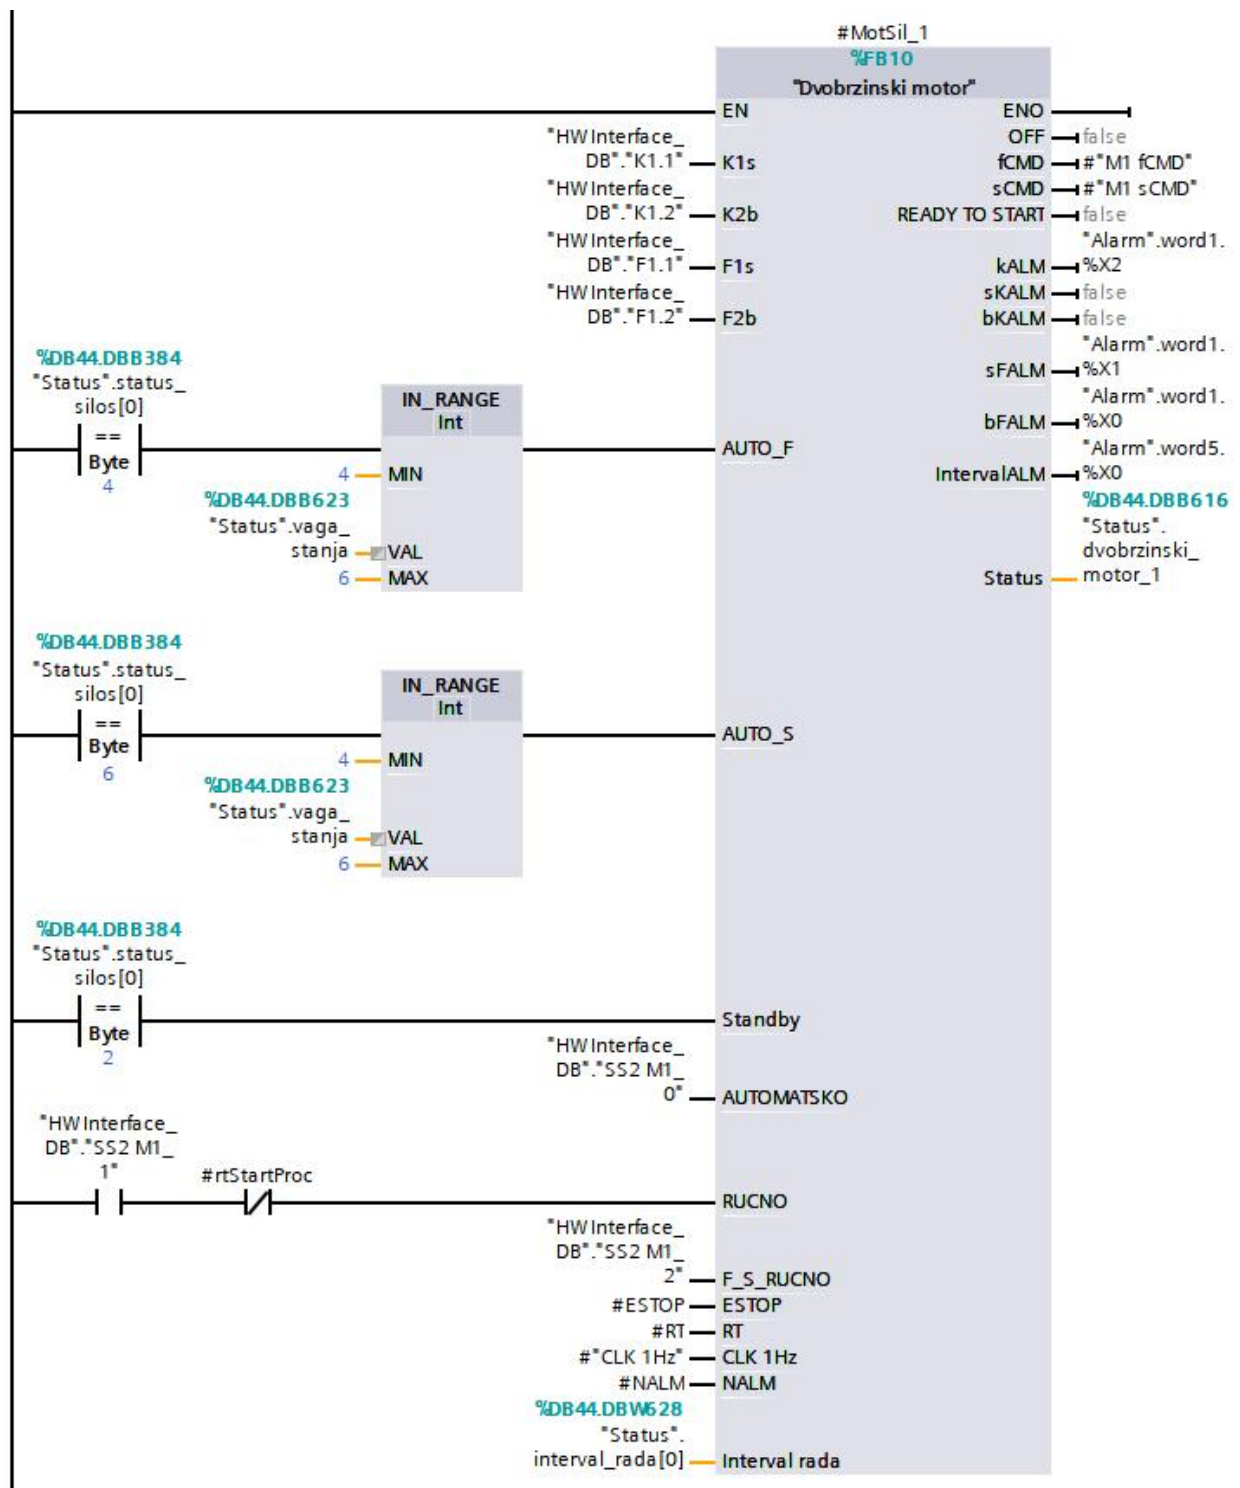 #MotSil_1
%FB10
"Dvobrzinski motor"
EN
ENO
OFF
false
"HW Interface_
DB"."K1.1"
K1s
fCMD
#"M1 fCMD"
sCMD
#"M1 sCMD"
"HW Interface_
DB"."K1.2"
K2b
READY TO START
false
"HW Interface_
DB"."F1.1"
F1s
"Alarm".word1.
kALM
%X2
sKALM
false
"HW Interface_
DB"."F1.2"
F2b
bKALM
false
"Alarm".word1.
sFALM
%X1
"Alarm".word1.
bFALM
%X0
"Alarm".word5.
IntervalALM
%X0
%DB44.DBB616
"Status".
dvobrzinski_
Status
motor_1
%DB44.DBB384
"Status".status_
silos[0]
==
Byte
4
IN_RANGE
Int
4
MIN
%DB44.DBB623
"Status".vaga_
stanja
VAL
6
MAX
AUTO_F
%DB44.DBB384
"Status".status_
silos[0]
==
Byte
6
IN_RANGE
Int
4
MIN
%DB44.DBB623
"Status".vaga_
stanja
VAL
6
MAX
AUTO_S
%DB44.DBB384
"Status".status_
silos[0]
==
Byte
2
Standby
"HW Interface_
DB"."SS2 M1_
0"
AUTOMATSKO
"HW Interface_
DB"."SS2 M1_
1"
#rtStartProc
RUCNO
"HW Interface_
DB"."SS2 M1_
2"
F_S_RUCNO
#ESTOP
ESTOP
#RT
RT
#"CLK 1Hz"
CLK 1Hz
#NALM
NALM
%DB44.DBW628
"Status".
interval_rada[0]
Interval rada